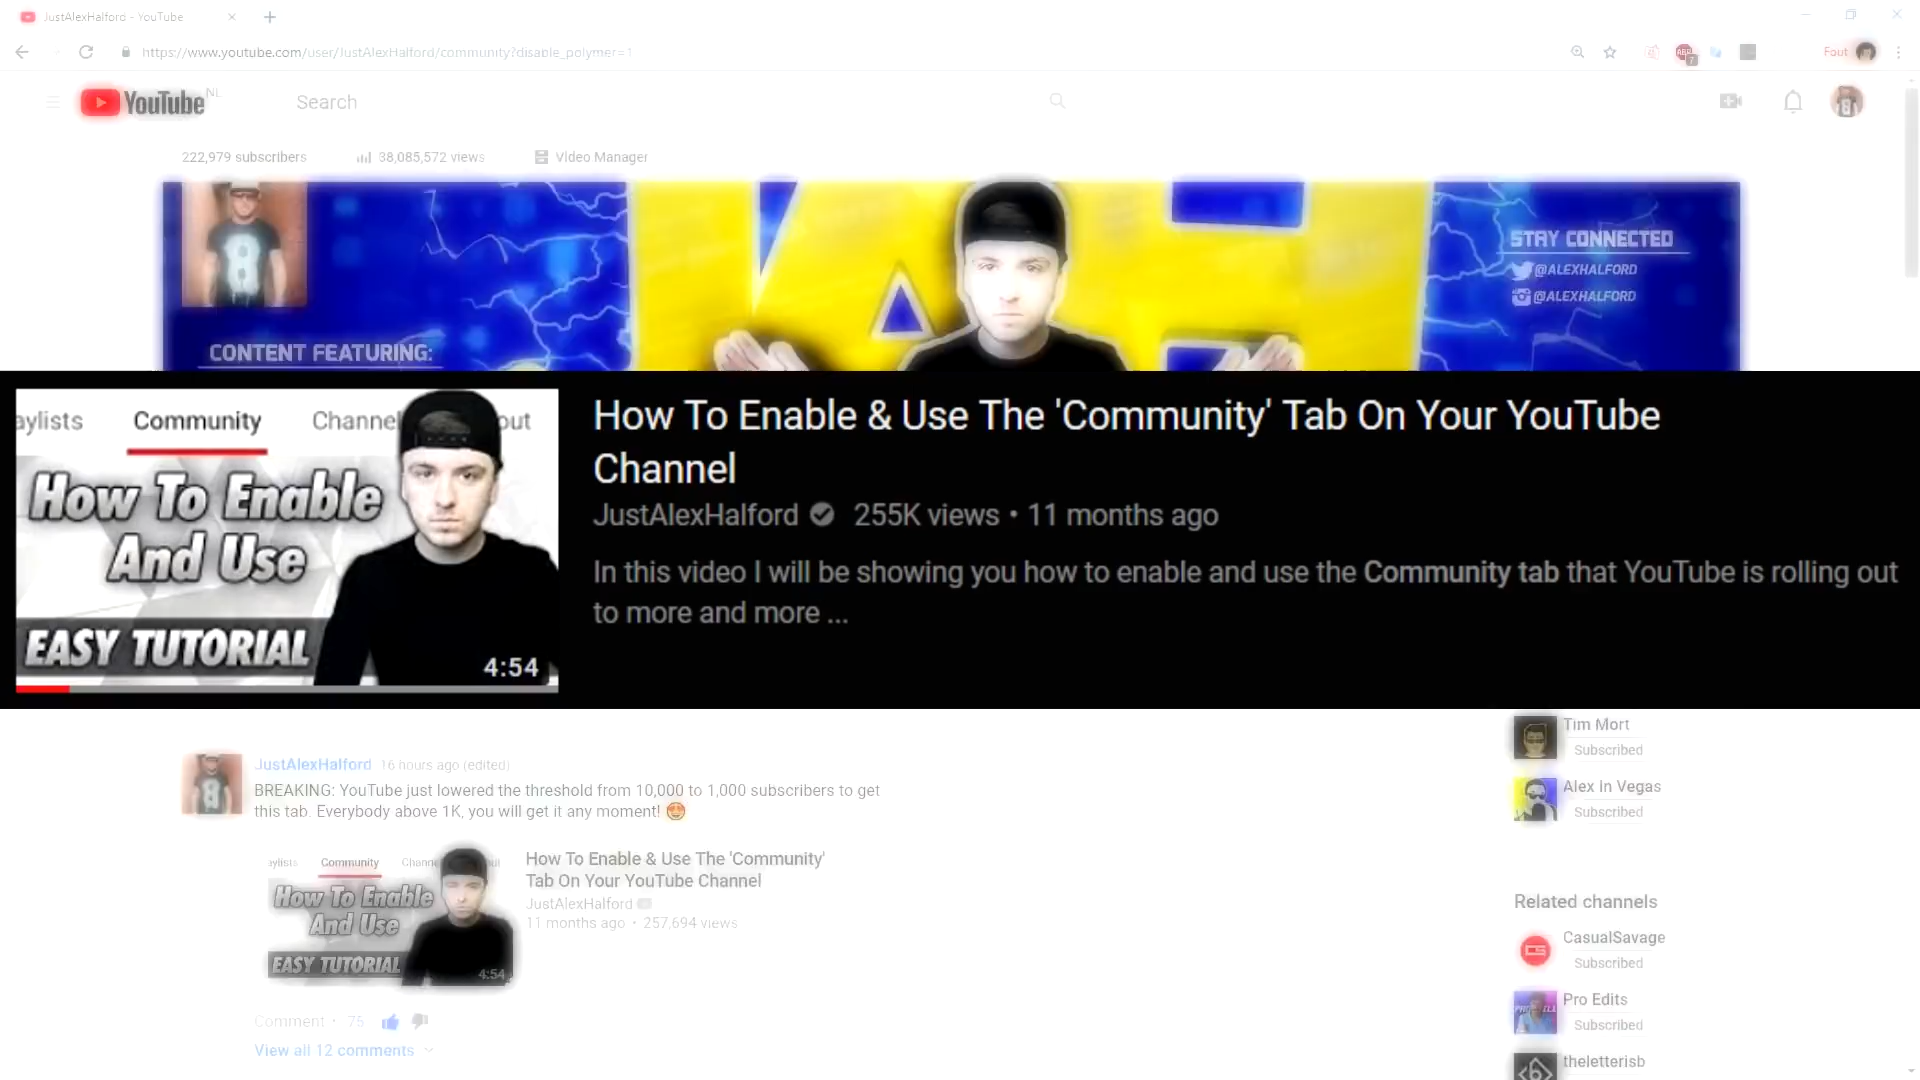 JustAlexHalford - YouTube
https://www.youtube.com/user/JustAlexHalford/community?disable_polymer=1
Fout
YouTube NL
Search
222,979 subscribers
38,085,572 views
Video Manager
STAY CONNECTED
@ALEXHALFORD
@ALEXHALFORD
CONTENT FEATURING:
aylists Community Channel out
How To Enable
And Use
EASY TUTORIAL
4:54
How To Enable & Use The 'Community' Tab On Your YouTube
Channel
JustAlexHalford 255K views • 11 months ago
In this video I will be showing you how to enable and use the Community tab that YouTube is rolling out
to more and more ...
JustAlexHalford 16 hours ago (edited)
BREAKING: YouTube just lowered the threshold from 10,000 to 1,000 subscribers to get
this tab. Everybody above 1K, you will get it any moment! 😍
aylists Community Channe out
How To Enable
And Use
EASY TUTORIAL
4:54
How To Enable & Use The 'Community'
Tab On Your YouTube Channel
JustAlexHalford
11 months ago • 257,694 views
Comment • 75
View all 12 comments
Tim Mort
Subscribed
Alex In Vegas
Subscribed
Related channels
CasualSavage
Subscribed
Pro Edits
Subscribed
theletterisb